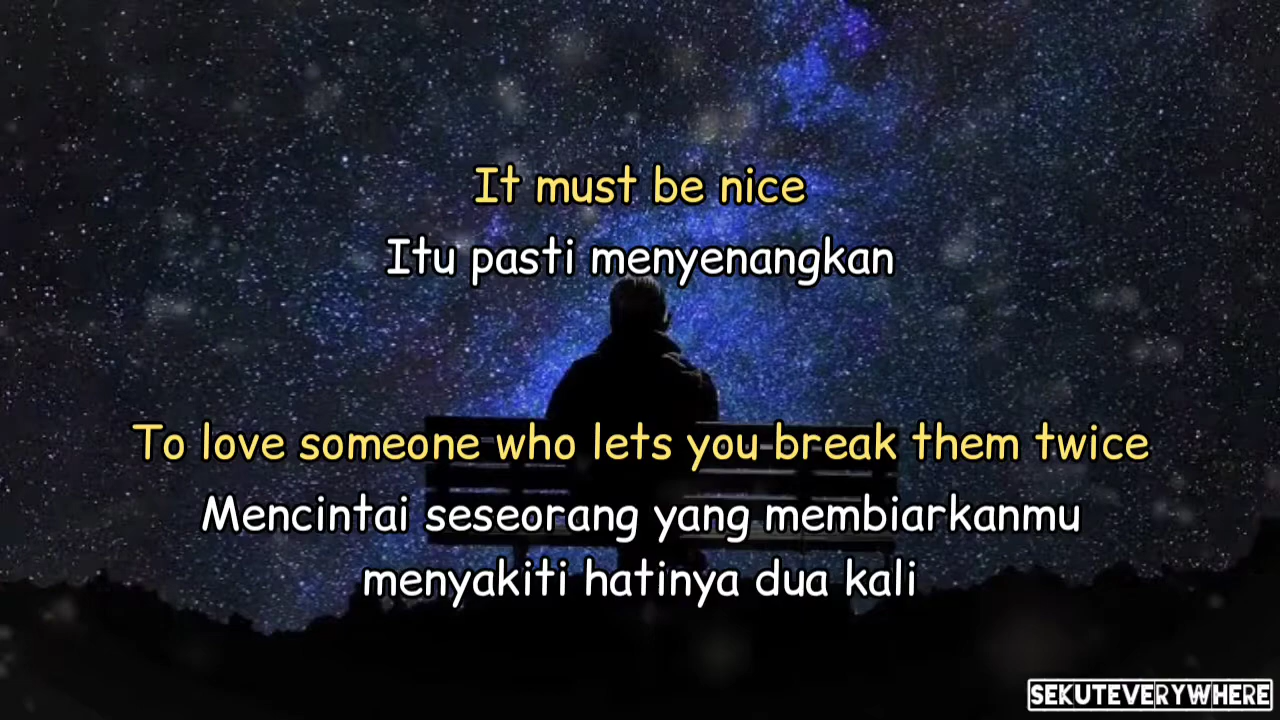 It must be nice
Itu pasti menyenangkan
To love someone who lets you break them twice
Mencintai seseorang yang membiarkanmu
menyakiti hatinya dua kali
SEKUTEVERYWHERE